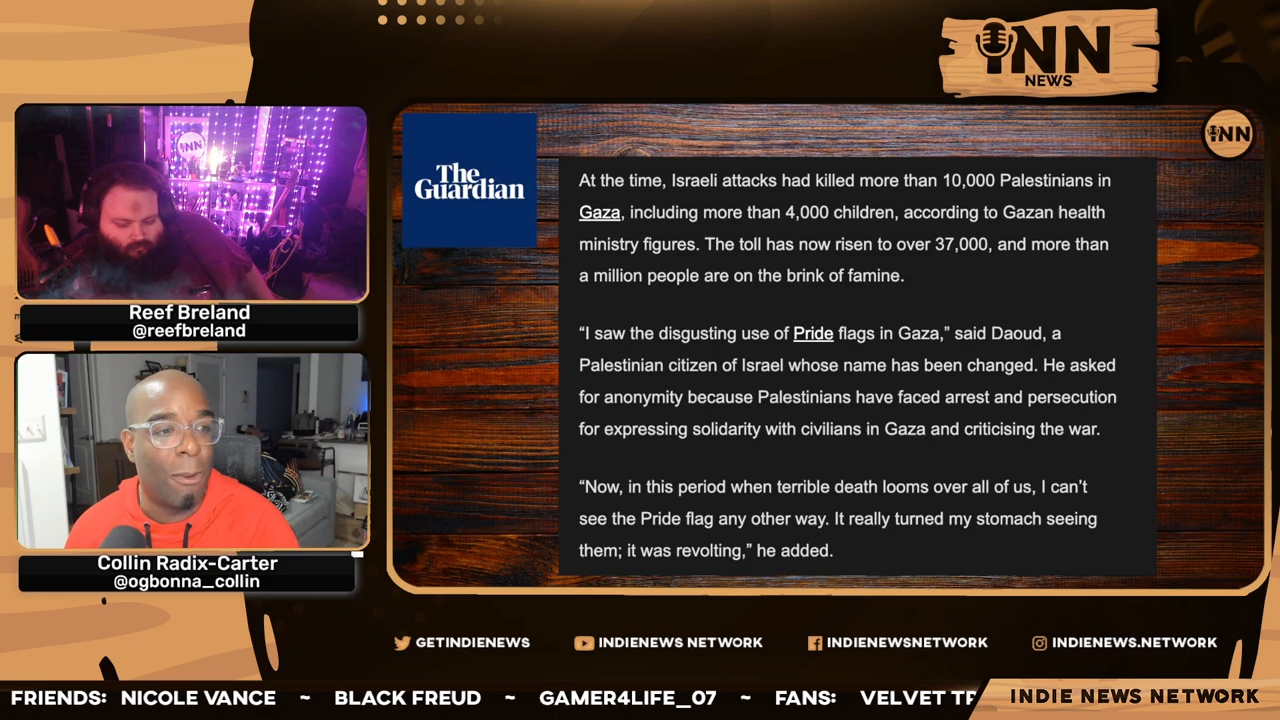 INN
NEWS
INN
INN
The
Guardian
At the time, Israeli attacks had killed more than 10,000 Palestinians in
Gaza, including more than 4,000 children, according to Gazan health
ministry figures. The toll has now risen to over 37,000, and more than
a million people are on the brink of famine.
“I saw the disgusting use of Pride flags in Gaza,” said Daoud, a
Palestinian citizen of Israel whose name has been changed. He asked
for anonymity because Palestinians have faced arrest and persecution
for expressing solidarity with civilians in Gaza and criticising the war.
“Now, in this period when terrible death looms over all of us, I can’t
see the Pride flag any other way. It really turned my stomach seeing
them; it was revolting,” he added.
Reef Breland
@reefbreland
Collin Radix-Carter
@ogbonna_collin
GETINDIENEWS
INDIENEWS NETWORK
INDIENEWSNETWORK
INDIENEWS.NETWORK
FRIENDS: NICOLE VANCE ~ BLACK FREUD ~ GAMER4LIFE_07 ~ FANS: VELVET
INDIE NEWS NETWORK